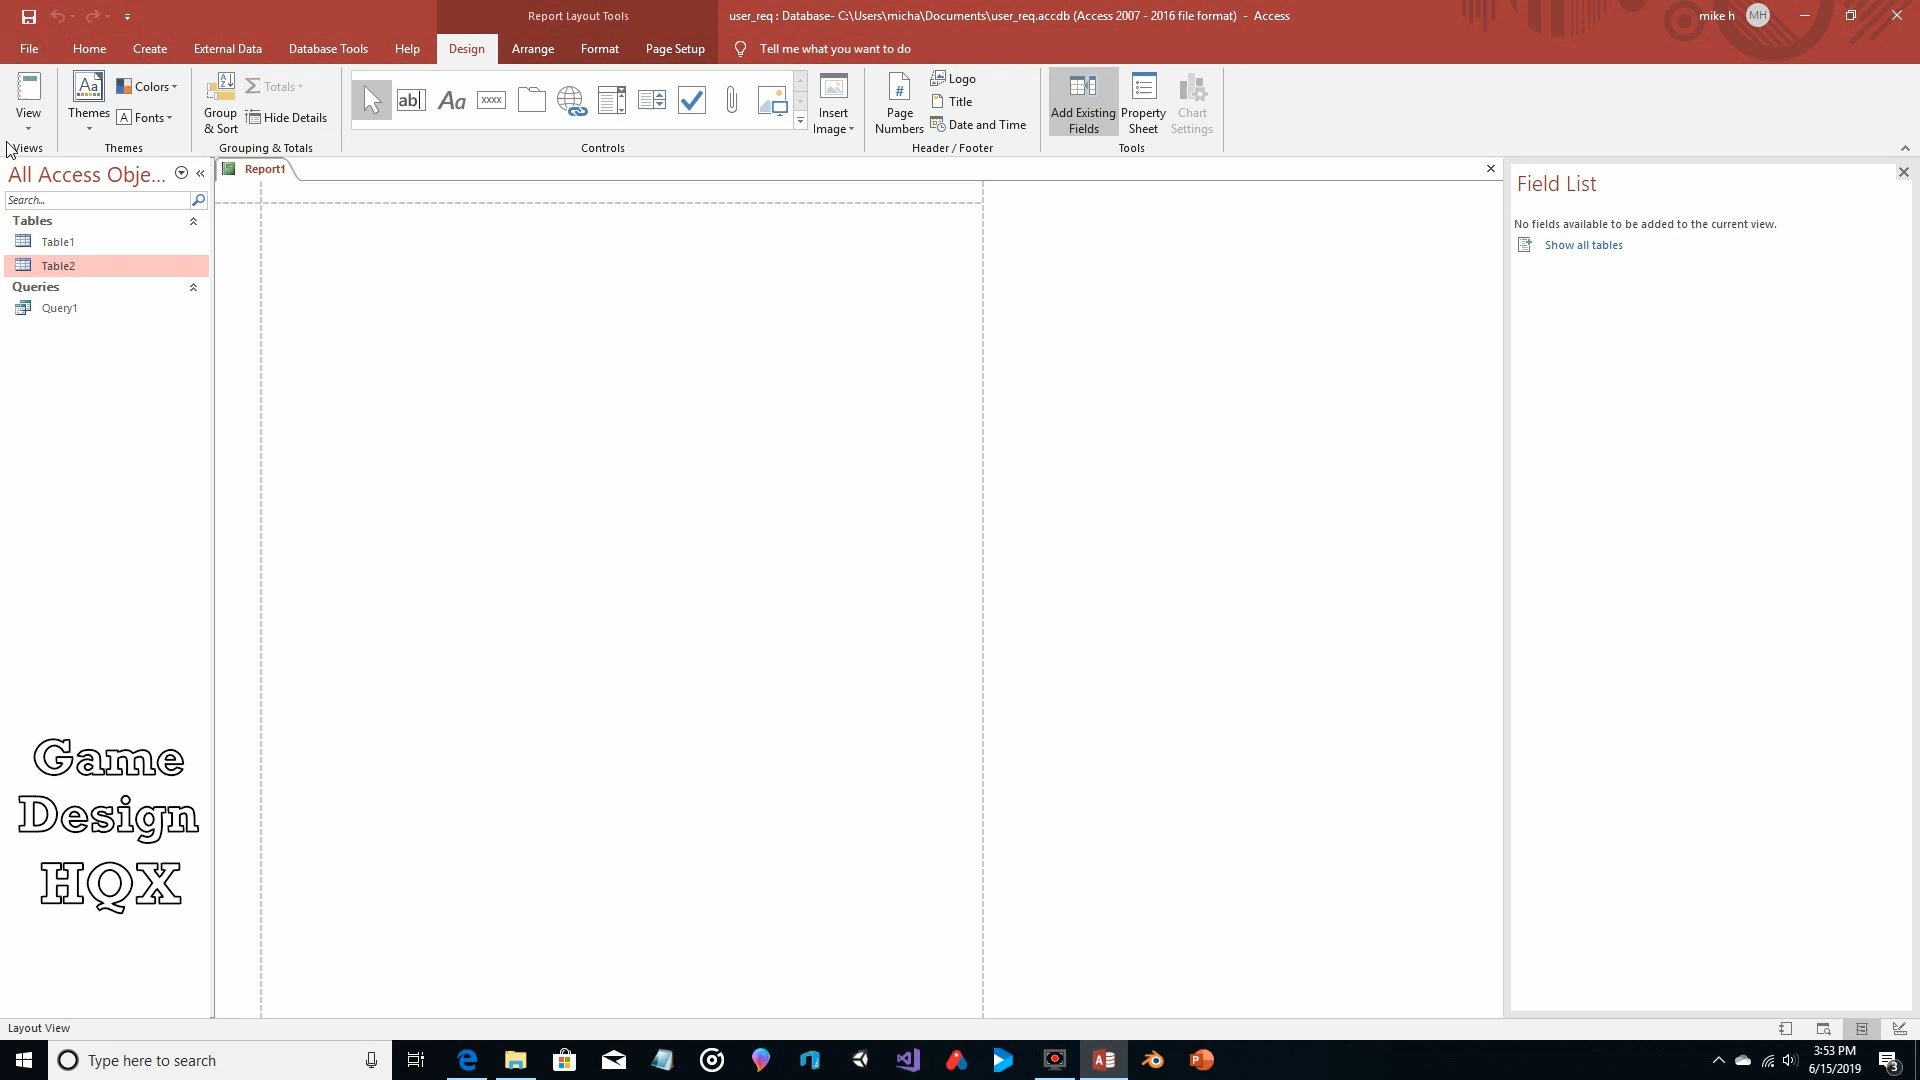 Report Layout Tools
user_req : Database- C:\Users\micha\Documents\user_req.accdb (Access 2007 - 2016 file format) - Access
mike h
MH
File
Home
Create
External Data
Database Tools
Help
Design
Arrange
Format
Page Setup
Tell me what you want to do
View
Views
Aa
Themes
Colors
A Fonts
Themes
Group & Sort
Totals
Hide Details
Grouping & Totals
ab
Aa
xxxx
Controls
Insert Image
Page Numbers
Logo
Title
Date and Time
Header / Footer
Add Existing Fields
Property Sheet
Chart Settings
Tools
All Access Obje...
Search...
Tables
Table1
Table2
Queries
Query1
Report1
Field List
No fields available to be added to the current view.
Show all tables
Game
Design
HQX
Layout View
Type here to search
3:53 PM
6/15/2019
3